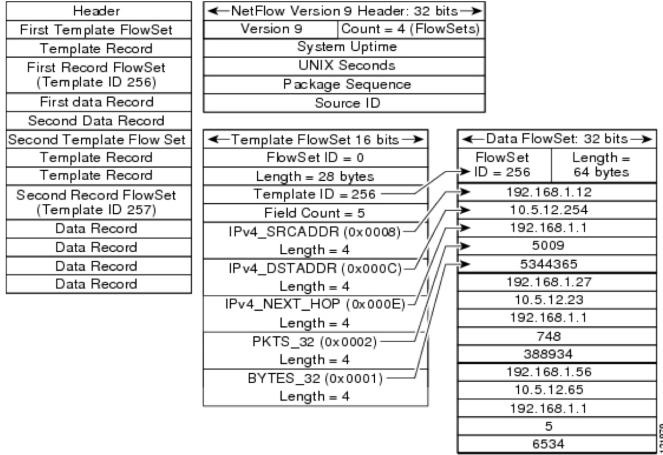 Header
First Template FlowSet
Template Record
First Record FlowSet
(Template ID 256)
First data Record
Second Data Record
Second Template Flow Set
Template Record
Template Record
Second Record FlowSet
(Template ID 257)
Data Record
Data Record
Data Record
Data Record
NetFlow Version 9 Header: 32 bits
Version 9
Count = 4 (FlowSets)
System Uptime
UNIX Seconds
Package Sequence
Source ID
Template FlowSet 16 bits
FlowSet ID = 0
Length = 28 bytes
Template ID = 256
Field Count = 5
IPv4_SRCADDR (0x0008)
Length = 4
IPv4_DSTADDR (0x000C)
Length = 4
IPv4_NEXT_HOP (0x000E)
Length = 4
PKTS_32 (0x0002)
Length = 4
BYTES_32 (0x0001)
Length = 4
Data FlowSet: 32 bits
FlowSet
ID = 256
Length =
64 bytes
192.168.1.12
10.5.12.254
192.168.1.1
5009
5344365
192.168.1.27
10.5.12.23
192.168.1.1
748
388934
192.168.1.56
10.5.12.65
192.168.1.1
5
6534